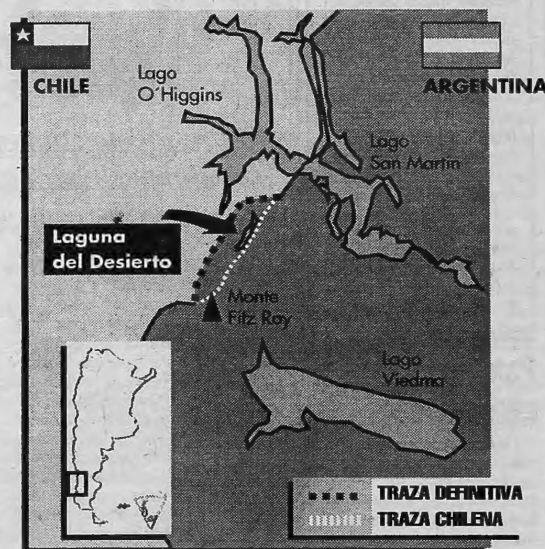 CHILE
ARGENTINA
Lago
O'Higgins
Lago
San Martín
Laguna
del Desierto
Monte
Fitz Roy
Lago
Viedma
TRAZA DEFINITIVA
TRAZA CHILENA